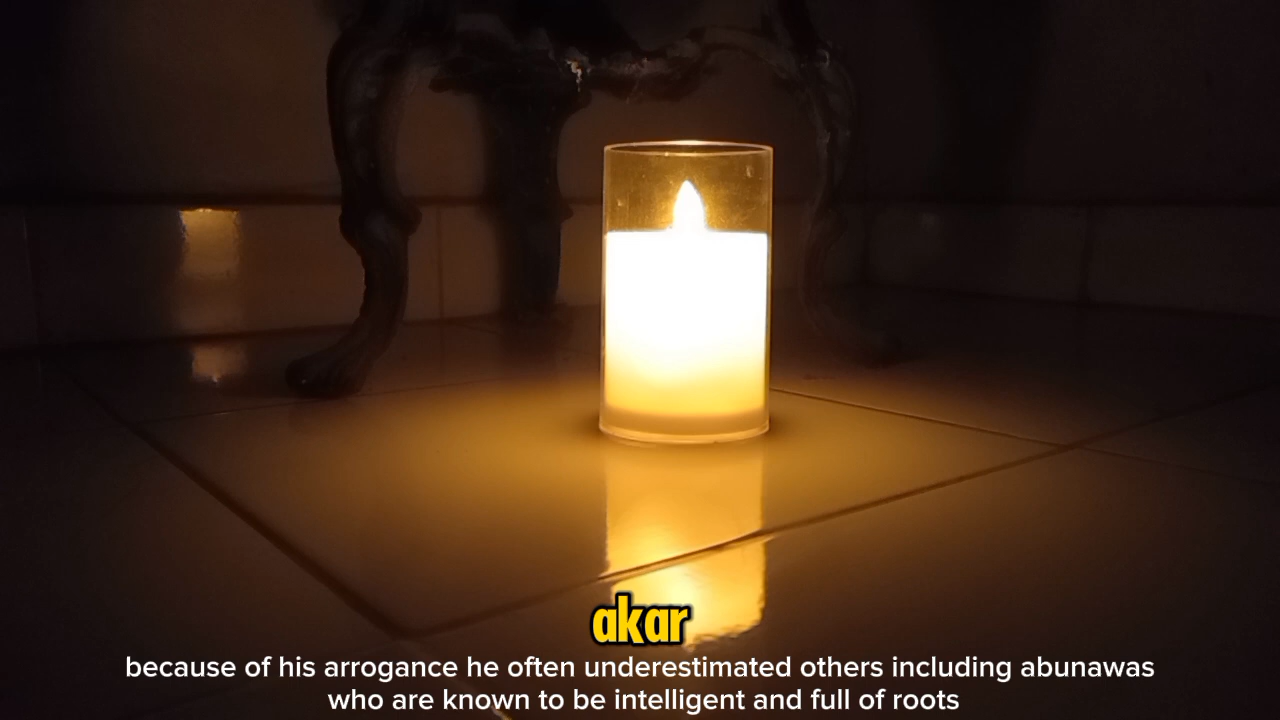 akar
because of his arrogance he often underestimated others including abunawas
who are known to be intelligent and full of roots